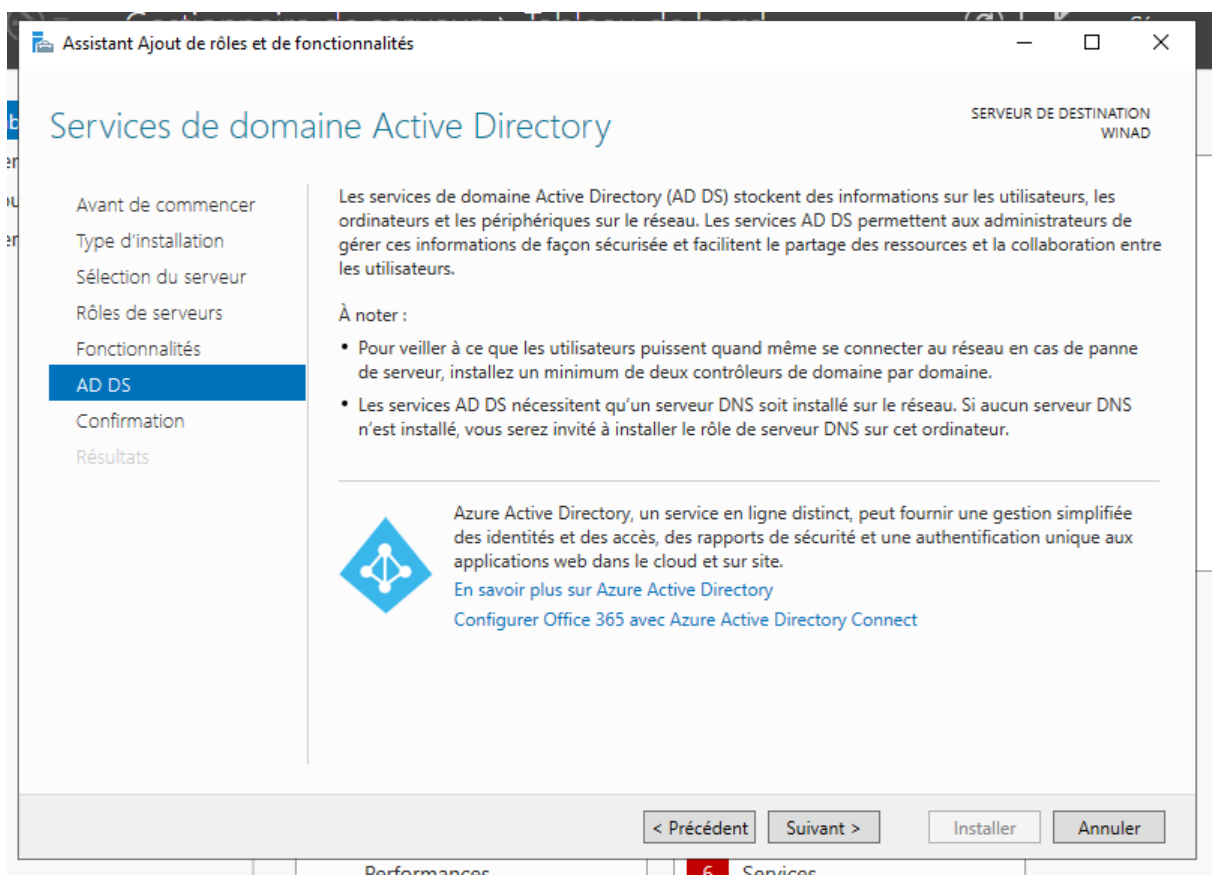 Gestionnaire de serveur Tableau de bord
Assistant Ajout de rôles et de fonctionnalités
Services de domaine Active Directory
SERVEUR DE DESTINATION
WINAD
Avant de commencer
Type d'installation
Sélection du serveur
Rôles de serveurs
Fonctionnalités
AD DS
Confirmation
Résultats
Les services de domaine Active Directory (AD DS) stockent des informations sur les utilisateurs, les
ordinateurs et les périphériques sur le réseau. Les services AD DS permettent aux administrateurs de
gérer ces informations de façon sécurisée et facilitent le partage des ressources et la collaboration entre
les utilisateurs.
À noter :
• Pour veiller à ce que les utilisateurs puissent quand même se connecter au réseau en cas de panne
de serveur, installez un minimum de deux contrôleurs de domaine par domaine.
• Les services AD DS nécessitent qu'un serveur DNS soit installé sur le réseau. Si aucun serveur DNS
n'est installé, vous serez invité à installer le rôle de serveur DNS sur cet ordinateur.
Azure Active Directory, un service en ligne distinct, peut fournir une gestion simplifiée
des identités et des accès, des rapports de sécurité et une authentification unique aux
applications web dans le cloud et sur site.
En savoir plus sur Azure Active Directory
Configurer Office 365 avec Azure Active Directory Connect
< Précédent
Suivant >
Installer
Annuler
Performances
6 Services